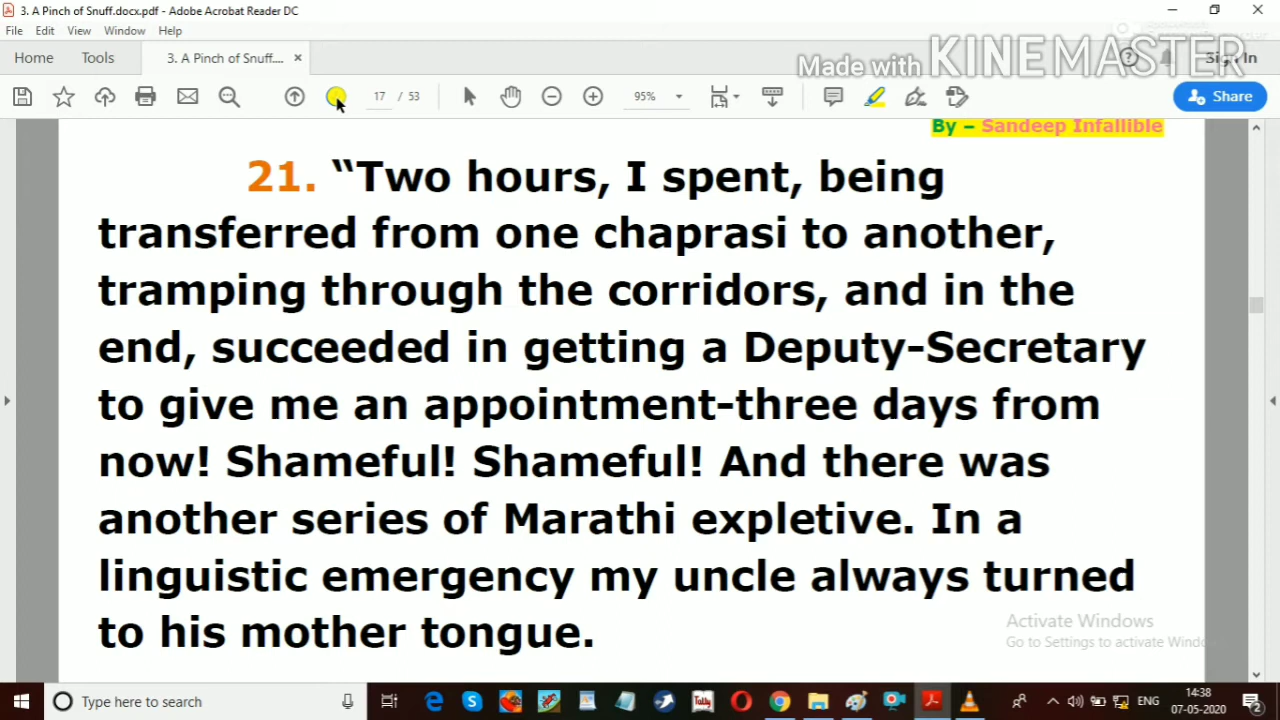 3. A Pinch of Snuff.docx.pdf - Adobe Acrobat Reader DC
File Edit View Window Help
Home Tools 3. A Pinch of Snuff.... × Sign In
Made with KINEMASTER
17 / 53 95% Share
By – Sandeep Infallible
21. “Two hours, I spent, being
transferred from one chaprasi to another,
tramping through the corridors, and in the
end, succeeded in getting a Deputy-Secretary
to give me an appointment-three days from
now! Shameful! Shameful! And there was
another series of Marathi expletive. In a
linguistic emergency my uncle always turned
to his mother tongue.
Activate Windows
Go to Settings to activate Windows
Type here to search
Tally
ENG
14:38
07-05-2020
2